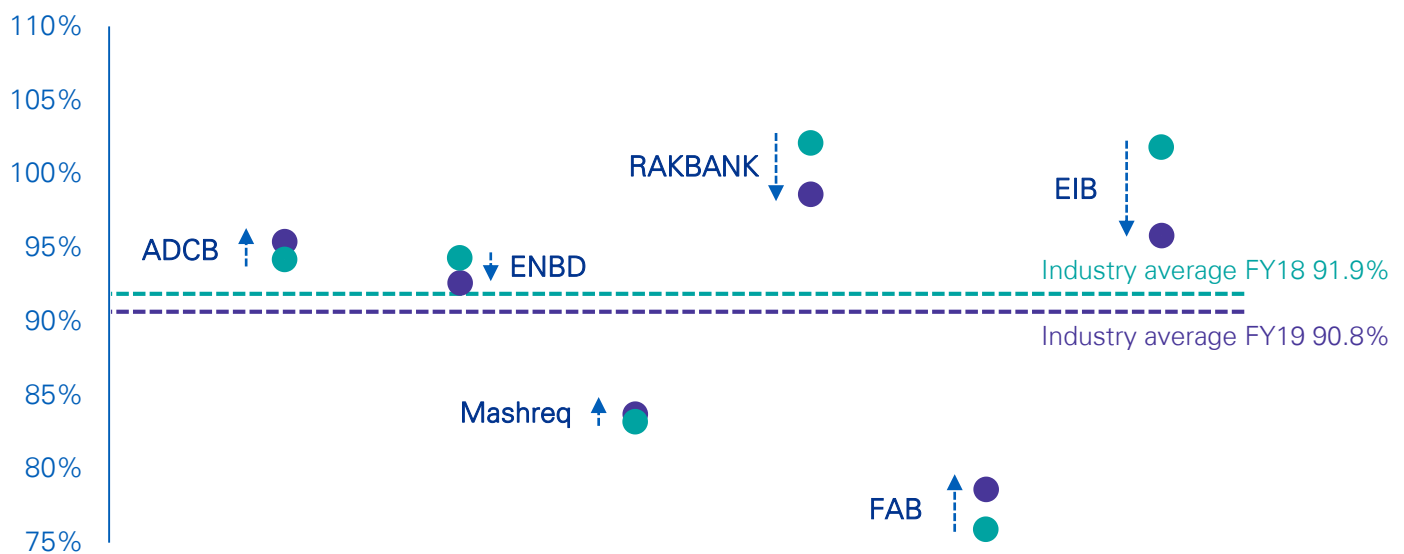 110%
105%
100%
95%
90%
85%
80%
75%
ADCB
ENBD
Mashreq
RAKBANK
FAB
EIB
Industry average FY18 91.9%
Industry average FY19 90.8%